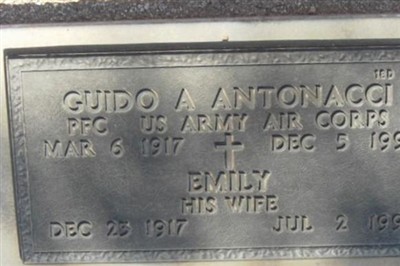 18D
GUIDO A ANTONACCI
PFC US ARMY AIR CORPS
MAR 6 1917 DEC 5 199
EMILY
HIS WIFE
DEC 23 1917 JUL 2 199